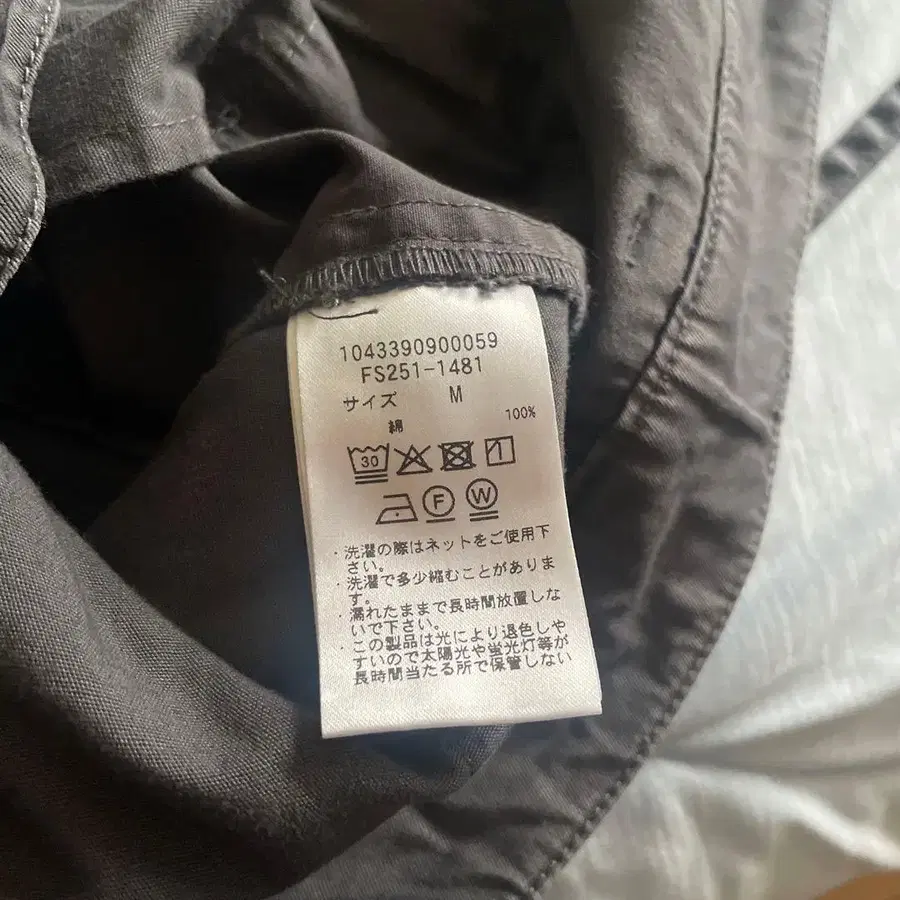 1043390900059
FS251-1481
サイズ M
綿 100%
30
F W
・洗濯の際はネットをご使用下
さい。
・洗濯で多少縮むことがありま
す。
・濡れたままで長時間放置しな
いで下さい。
・この製品は光により退色しや
すいので太陽光や蛍光灯等が
長時間当たる所で保管しない